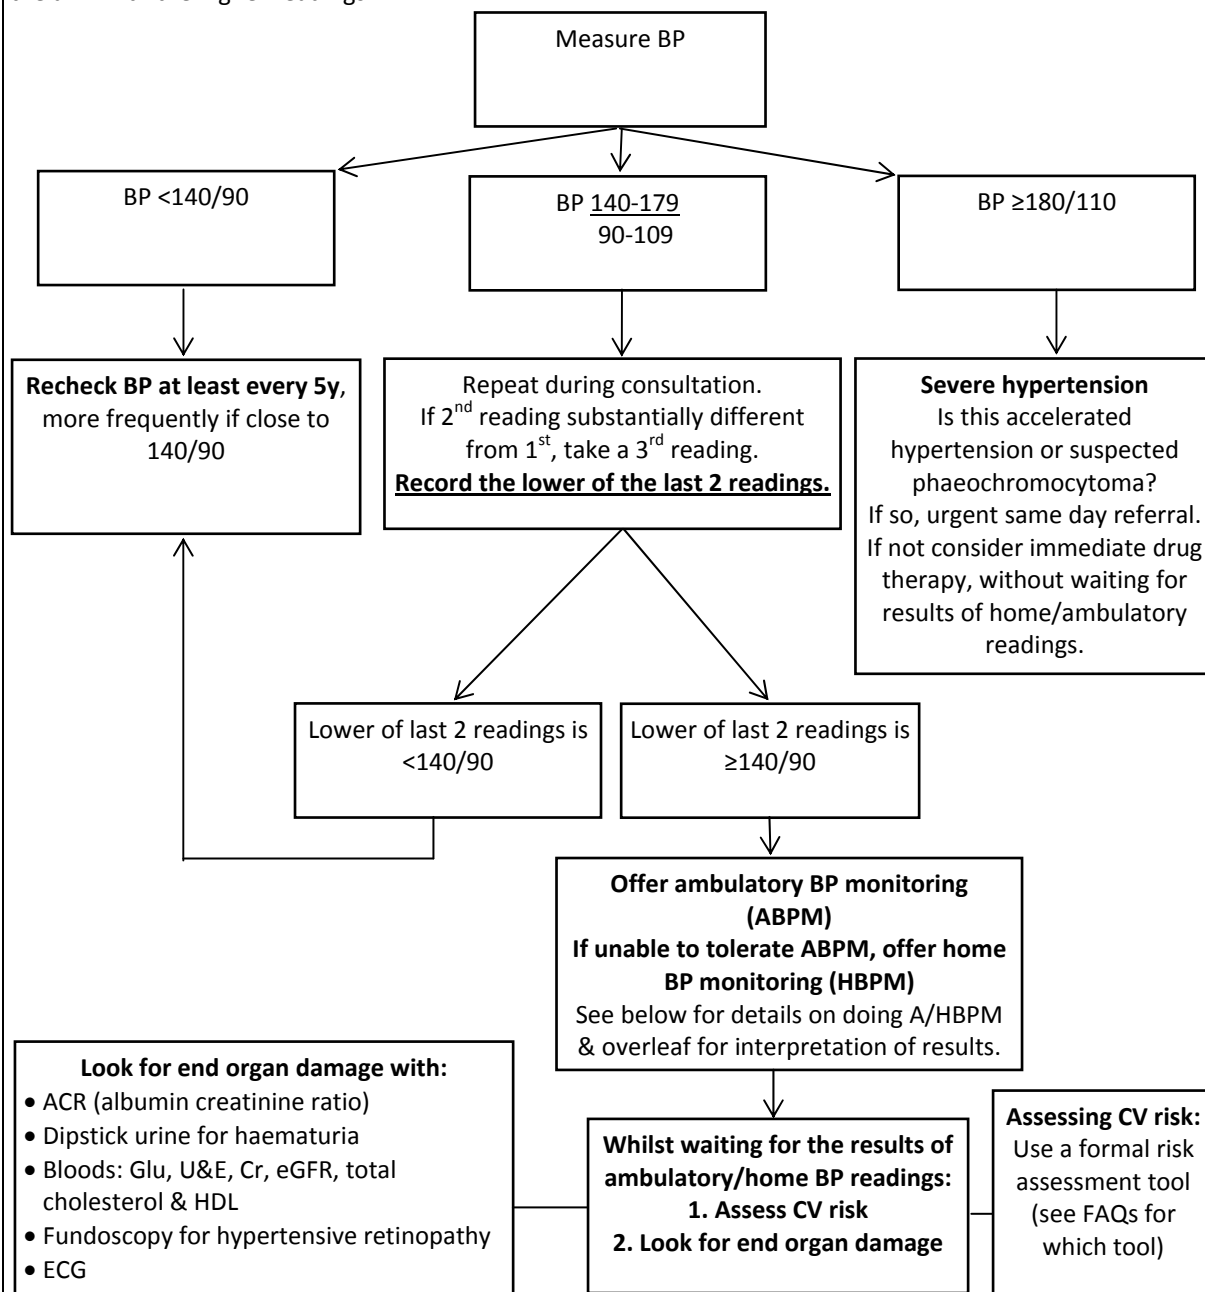 Measure BP
BP <140/90
BP 140-179
90-109
BP ≥180/110
Recheck BP at least every 5y,
more frequently if close to
140/90
Repeat during consultation.
If 2nd reading substantially different
from 1st, take a 3rd reading.
Record the lower of the last 2 readings.
Severe hypertension
Is this accelerated
hypertension or suspected
phaeochromocytoma?
If so, urgent same day referral.
If not consider immediate drug
therapy, without waiting for
results of home/ambulatory
readings.
Lower of last 2 readings is
<140/90
Lower of last 2 readings is
≥140/90
Offer ambulatory BP monitoring
(ABPM)
If unable to tolerate ABPM, offer home
BP monitoring (HBPM)
See below for details on doing A/HBPM
& overleaf for interpretation of results.
Look for end organ damage with:
• ACR (albumin creatinine ratio)
• Dipstick urine for haematuria
• Bloods: Glu, U&E, Cr, eGFR, total
cholesterol & HDL
• Fundoscopy for hypertensive retinopathy
• ECG
Whilst waiting for the results of
ambulatory/home BP readings:
1. Assess CV risk
2. Look for end organ damage
Assessing CV risk:
Use a formal risk
assessment tool
(see FAQs for
which tool)